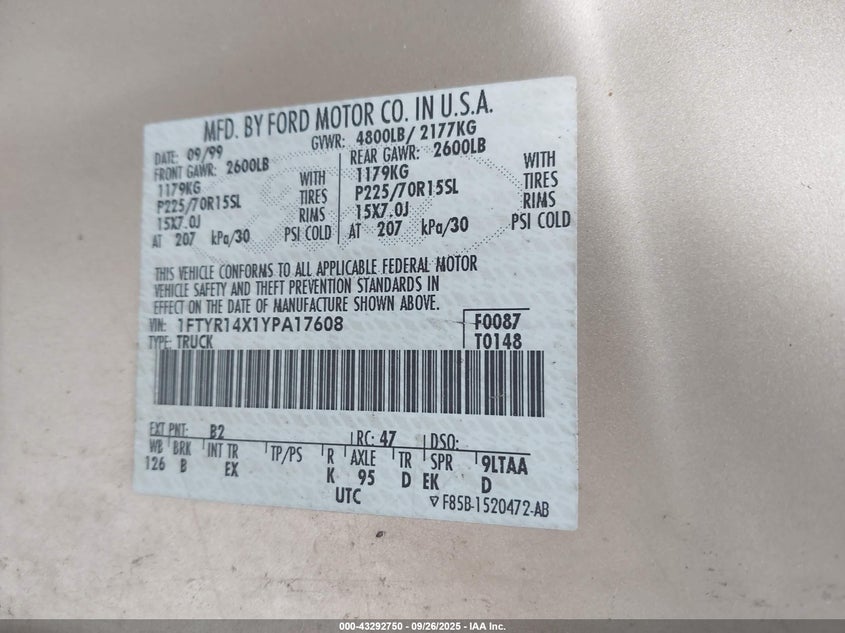 MFD. BY FORD MOTOR CO. IN U.S.A.
DATE: 09/99 GVWR: 4800LB/ 2177KG
FRONT GAWR: 2600LB REAR GAWR: 2600LB
1179KG WITH 1179KG WITH
P225/70R15SL TIRES P225/70R15SL TIRES
15X7.0J RIMS 15X7.0J RIMS
AT 207 kPa/30 PSI COLD AT 207 kPa/30 PSI COLD
THIS VEHICLE CONFORMS TO ALL APPLICABLE FEDERAL MOTOR
VEHICLE SAFETY AND THEFT PREVENTION STANDARDS IN
EFFECT ON THE DATE OF MANUFACTURE SHOWN ABOVE.
VIN: 1FTYR14X1YPA17608 F0087
TYPE: TRUCK T0148
EXT PNT: B2 RC: 47 DSO:
WB BRK INT TR TP/PS R AXLE TR SPR 9LTAA
126 B EX K 95 D EK D
UTC ▽ F85B-1520472-AB
000-43292750 - 09/26/2025 - IAA Inc.